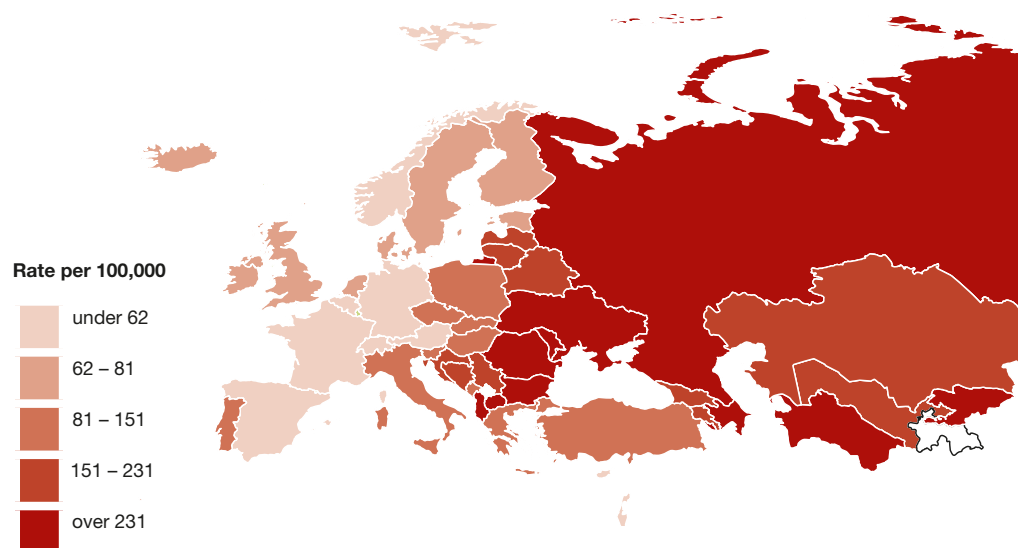 Rate per 100,000
under 62
62 – 81
81 – 151
151 – 231
over 231